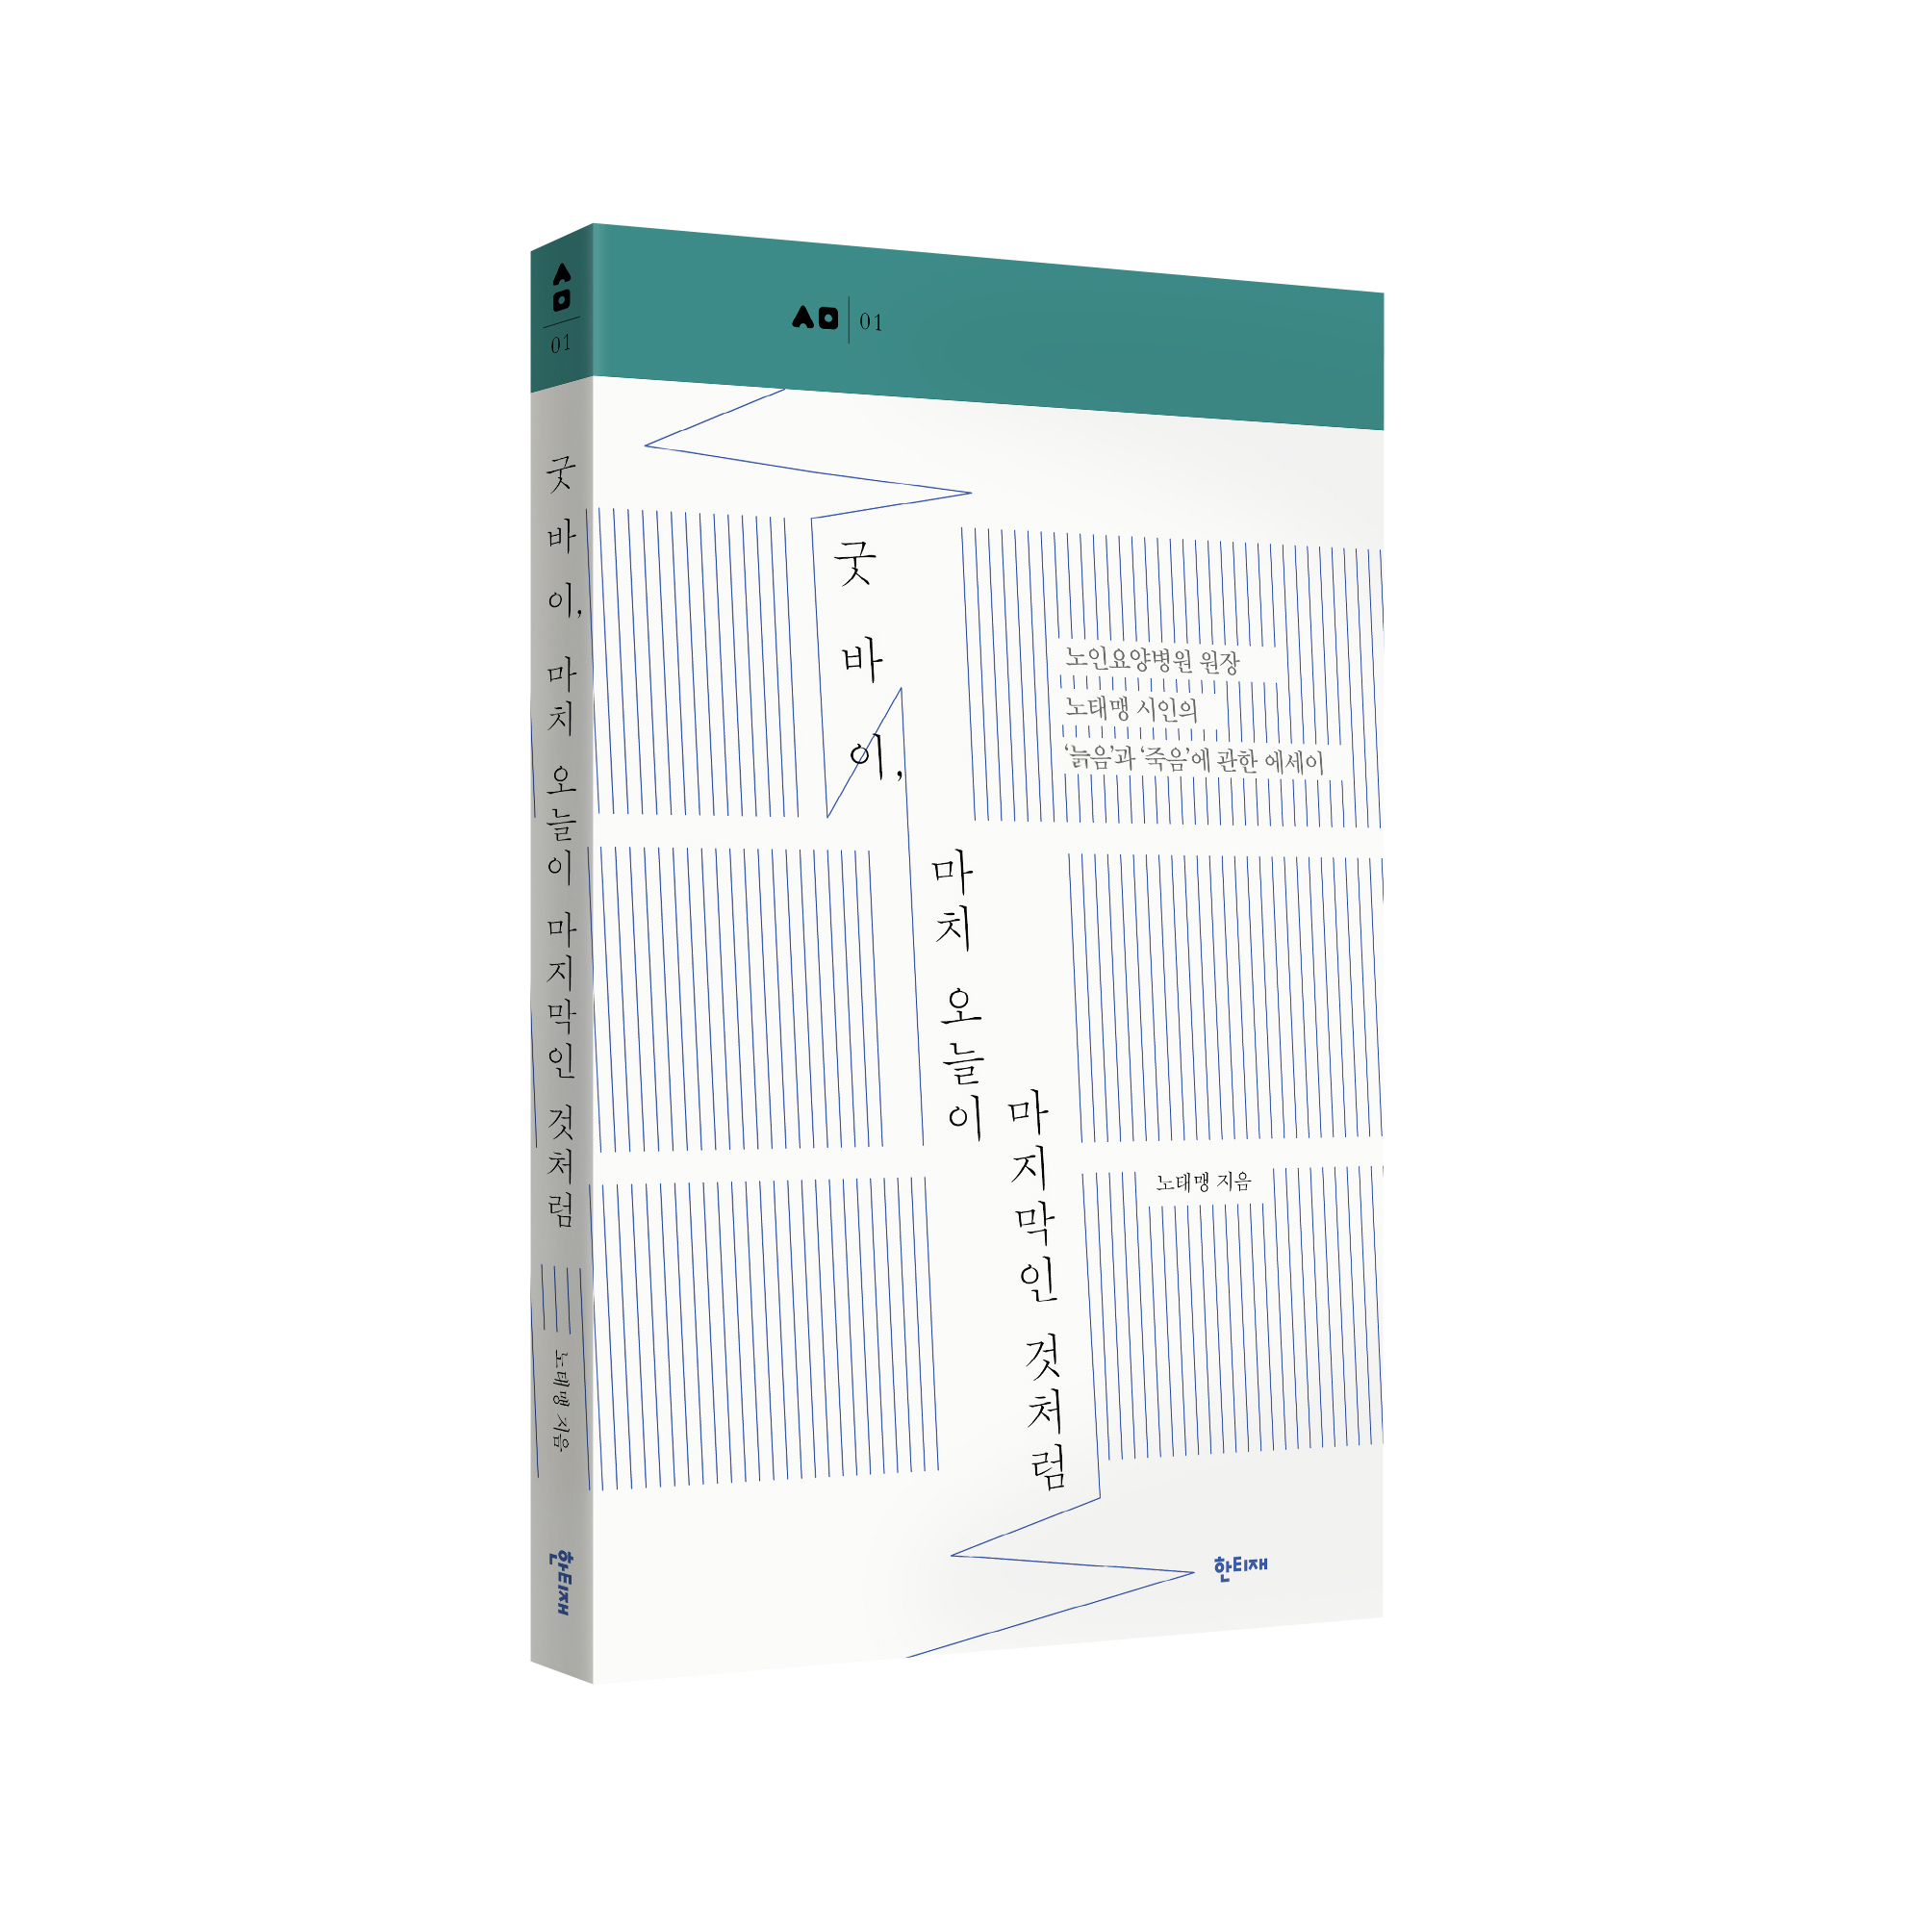 ㅅㅁ 01
굿
바
이,
마치 오늘이
마지막인 것처럼
노인요양병원 원장
노태맹 시인의
‘늙음’과 ‘죽음’에 관한 에세이
노태맹 지음
한티재
ㅅㅁ
01
굿바이, 마치 오늘이 마지막인 것처럼
노태맹 지음
한티재